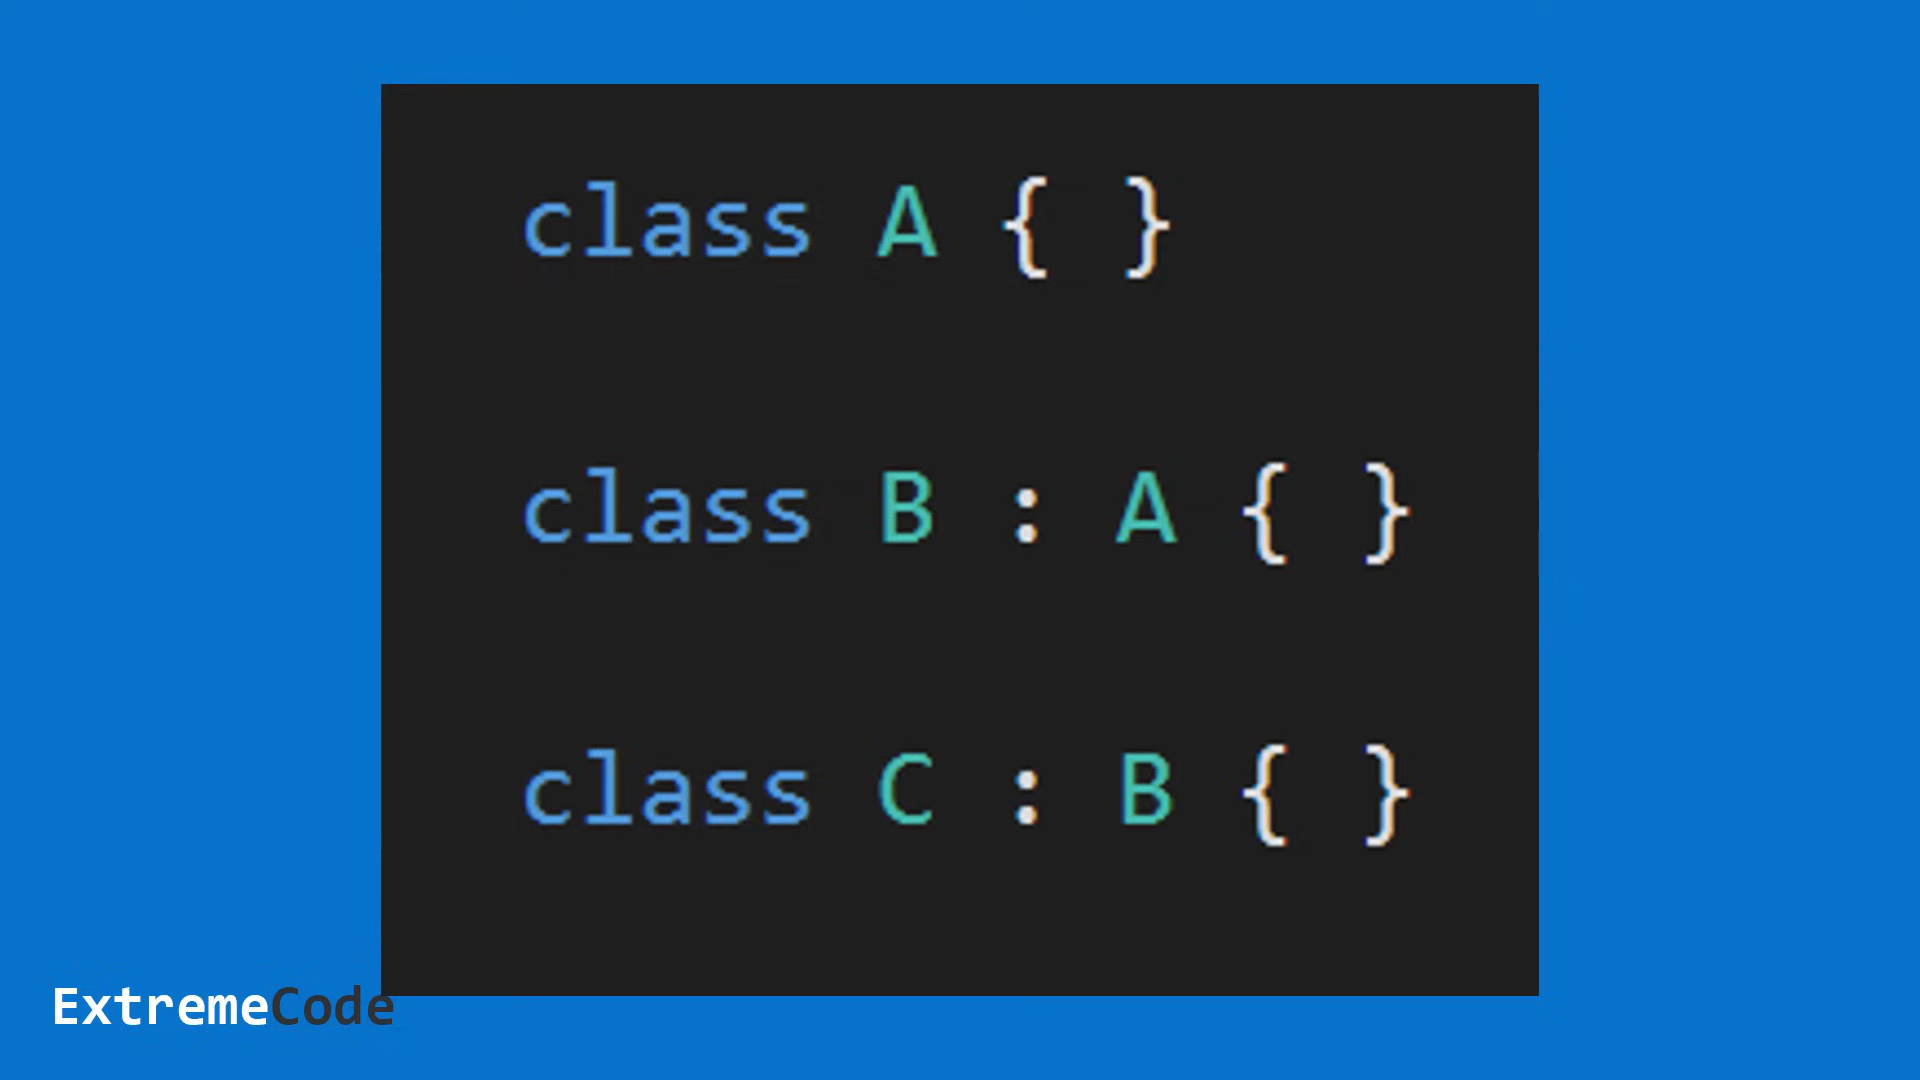 class A { }
class B : A { }
class C : B { }
ExtremeCode